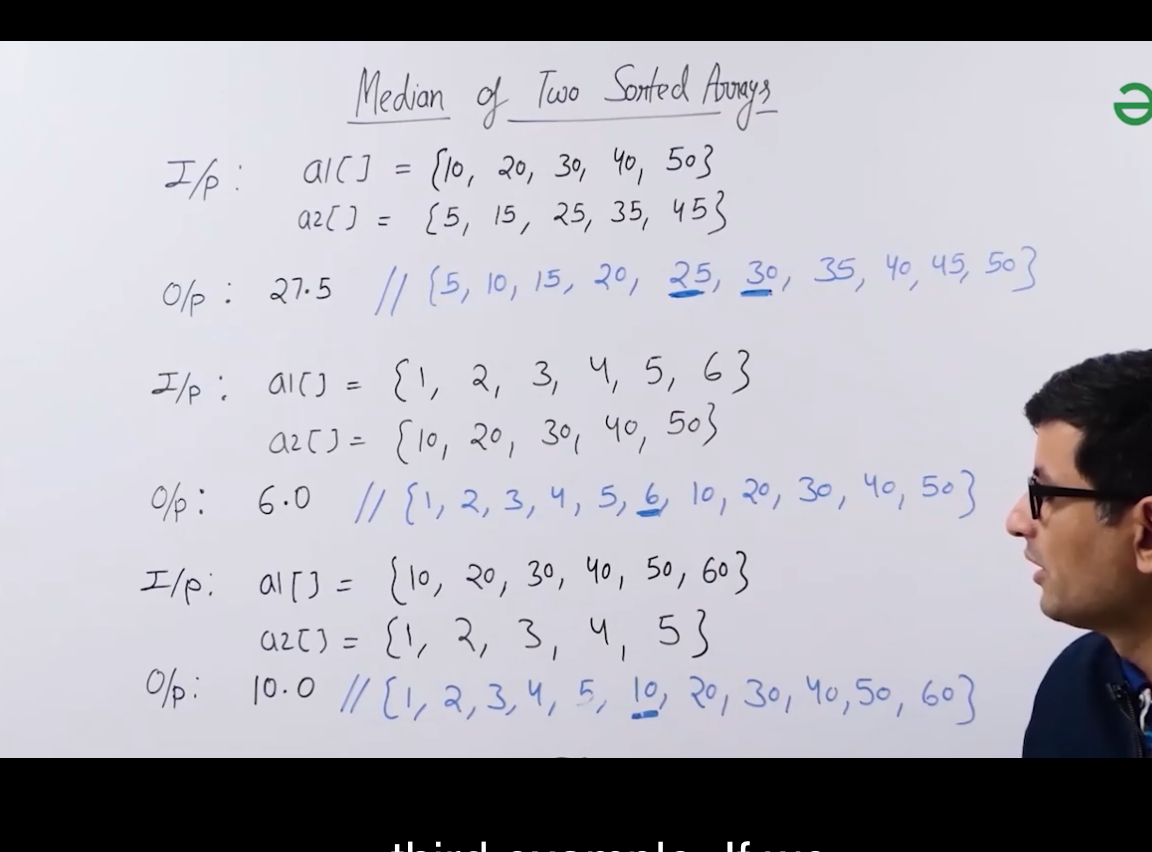 Median of Two Sorted Arrays
I/p : a1[] = {10, 20, 30, 40, 50}
a2[] = {5, 15, 25, 35, 45}
O/p : 27.5 // {5, 10, 15, 20, 25, 30, 35, 40, 45, 50}
I/p : a1[] = {1, 2, 3, 4, 5, 6}
a2[] = {10, 20, 30, 40, 50}
O/p : 6.0 // {1, 2, 3, 4, 5, 6, 10, 20, 30, 40, 50}
I/p : a1[] = {10, 20, 30, 40, 50, 60}
a2[] = {1, 2, 3, 4, 5}
O/p : 10.0 // {1, 2, 3, 4, 5, 10, 20, 30, 40, 50, 60}
third example. If we